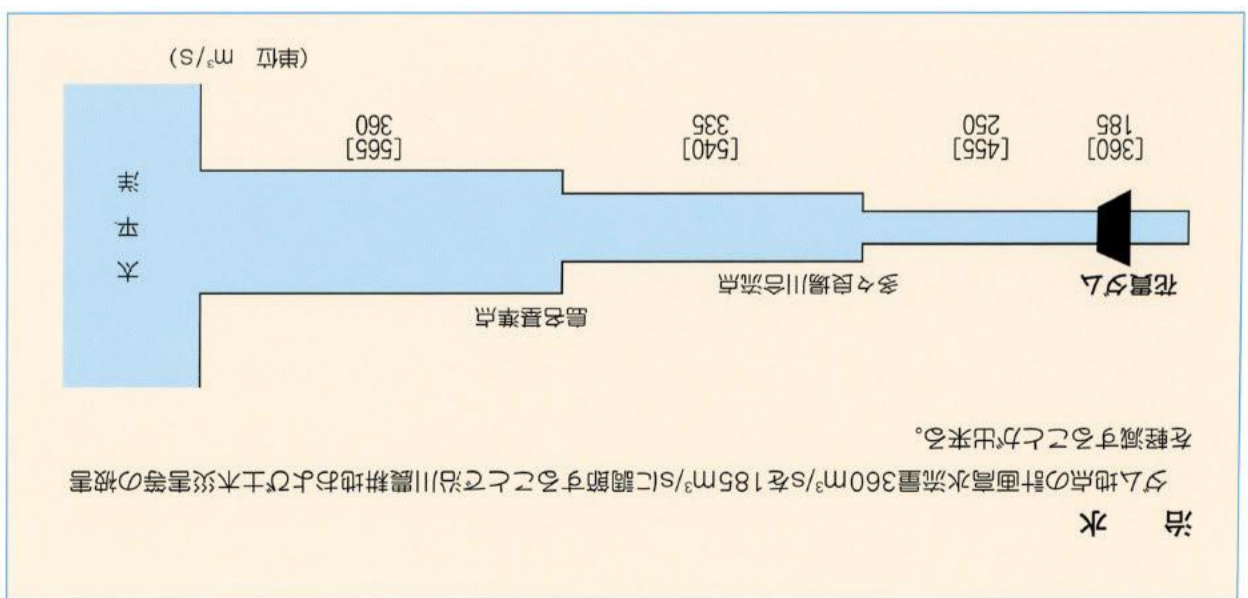 治　水
ダム地点の計画高水流量360m³/sを185m³/sに調節することで沿川農耕地および土木災害等の被害
を軽減することが出来る。
島名基準点
花貫ダム
多々良場川合流点
太平洋
[360]
185
[455]
250
[540]
335
[565]
360
(単位　m³/S)